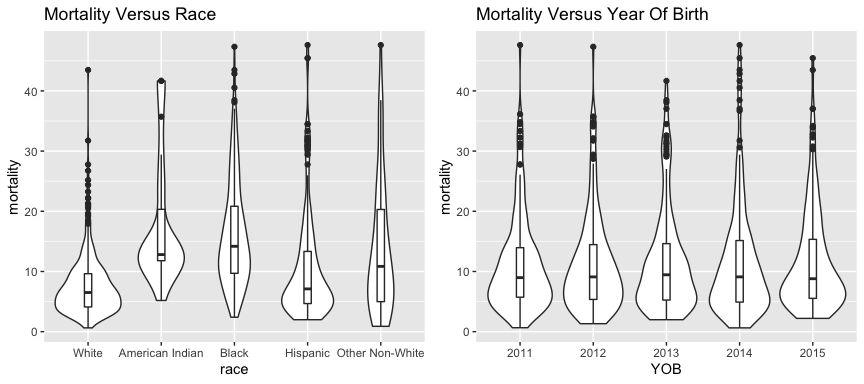 Mortality Versus Race
mortality
40
30
20
10
0
White American Indian Black Hispanic Other Non-White
race
Mortality Versus Year Of Birth
mortality
40
30
20
10
0
2011 2012 2013 2014 2015
YOB